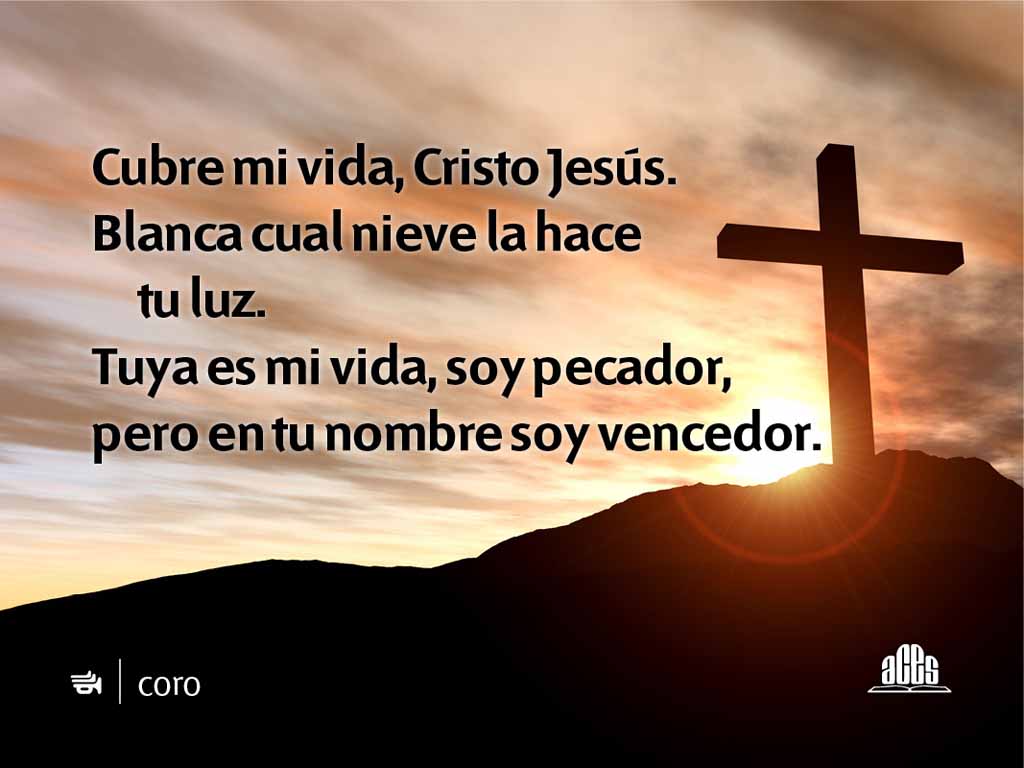 Cubre mi vida, Cristo Jesús.
Blanca cual nieve la hace
tu luz.
Tuya es mi vida, soy pecador,
pero en tu nombre soy vencedor.
coro
aces